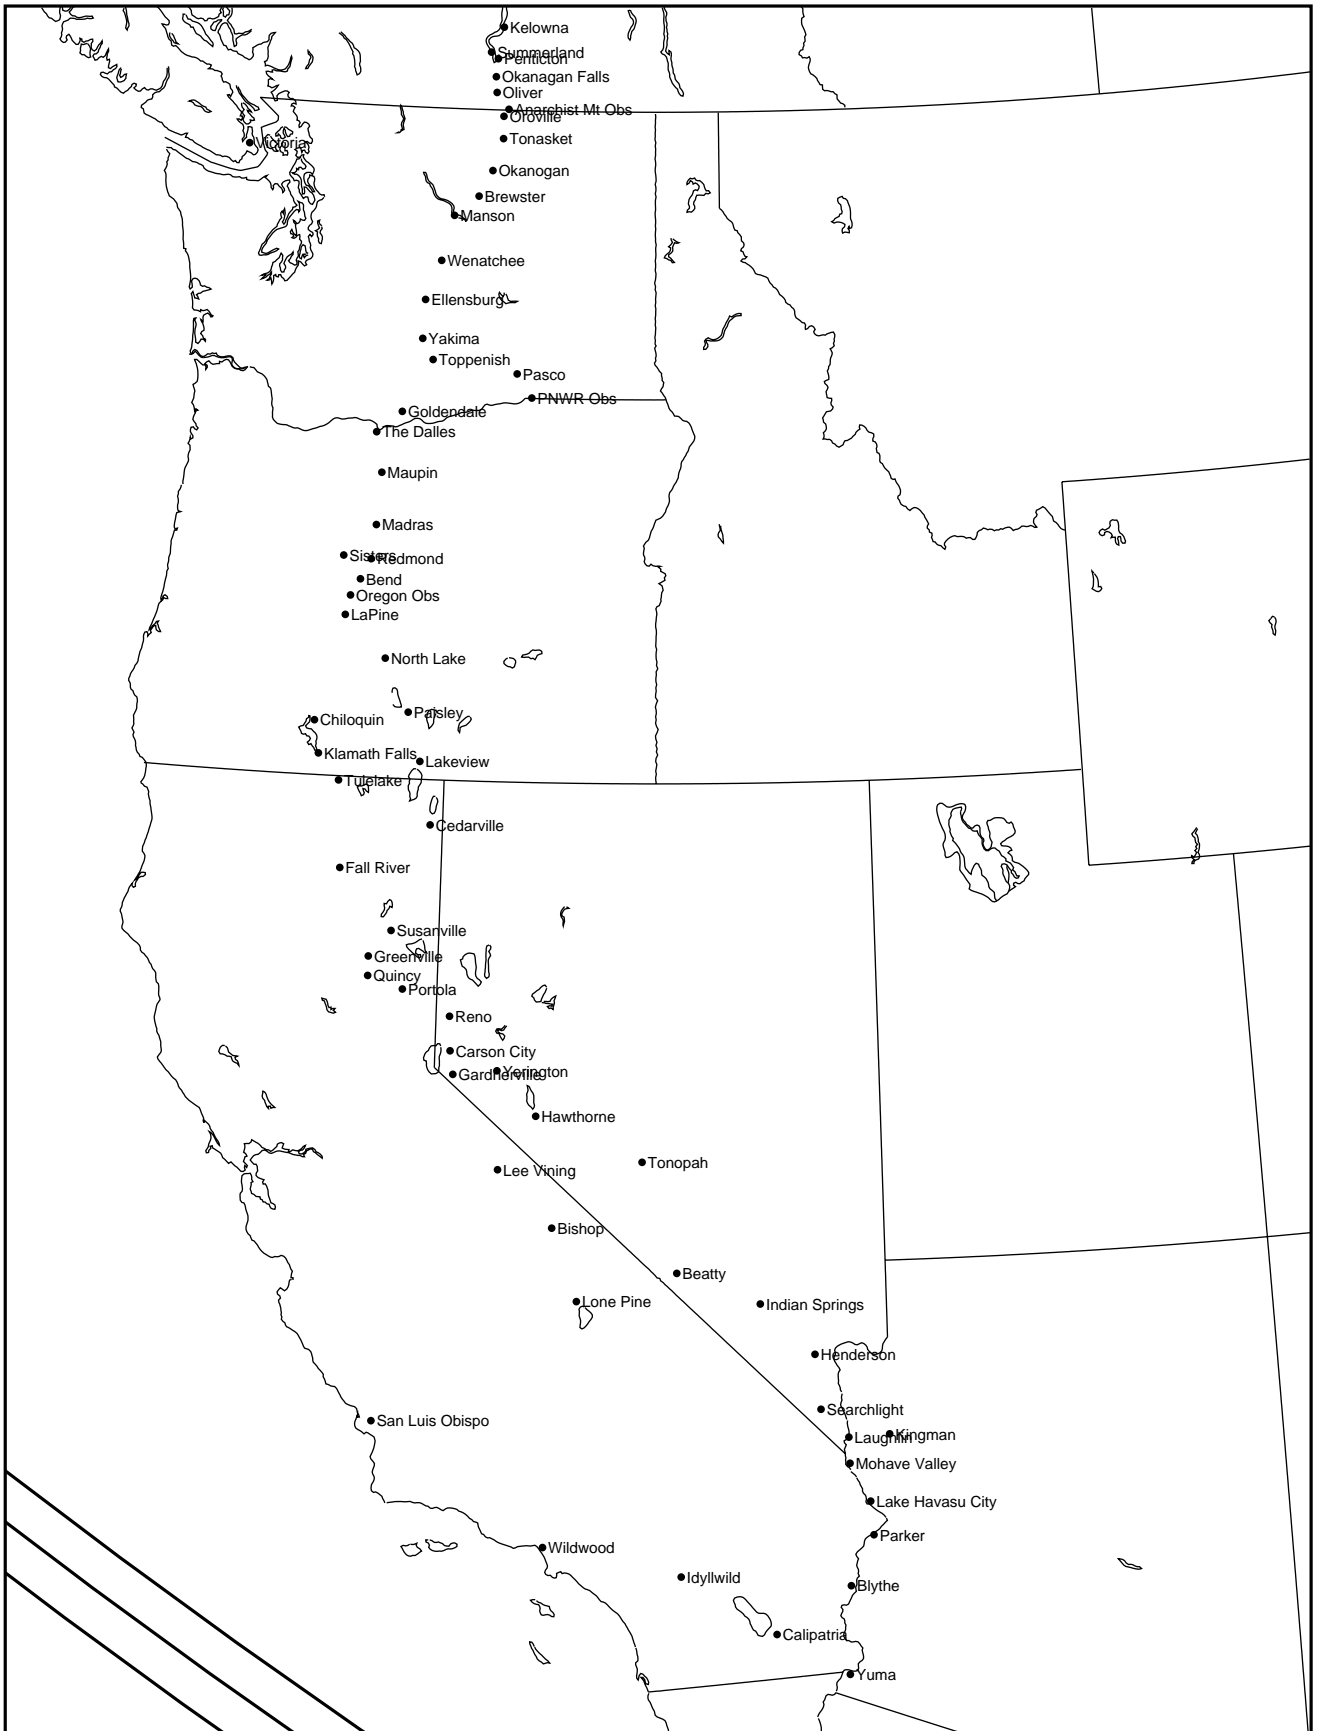 Kelowna
Summerland
Penticton
Okanagan Falls
Oliver
Anarchist Mt Obs
Oroville
Tonasket
Victoria
Okanogan
Brewster
Manson
Wenatchee
Ellensburg
Yakima
Toppenish
Pasco
PNWR Obs
Goldendale
The Dalles
Maupin
Madras
Sisters
Redmond
Bend
Oregon Obs
LaPine
North Lake
Paisley
Chiloquin
Klamath Falls
Lakeview
Tulelake
Cedarville
Fall River
Susanville
Greenville
Quincy
Portola
Reno
Carson City
Yerington
Gardnerville
Hawthorne
Tonopah
Lee Vining
Bishop
Beatty
Lone Pine
Indian Springs
Henderson
Searchlight
San Luis Obispo
Kingman
Laughlin
Mohave Valley
Lake Havasu City
Parker
Wildwood
Idyllwild
Blythe
Calipatria
Yuma